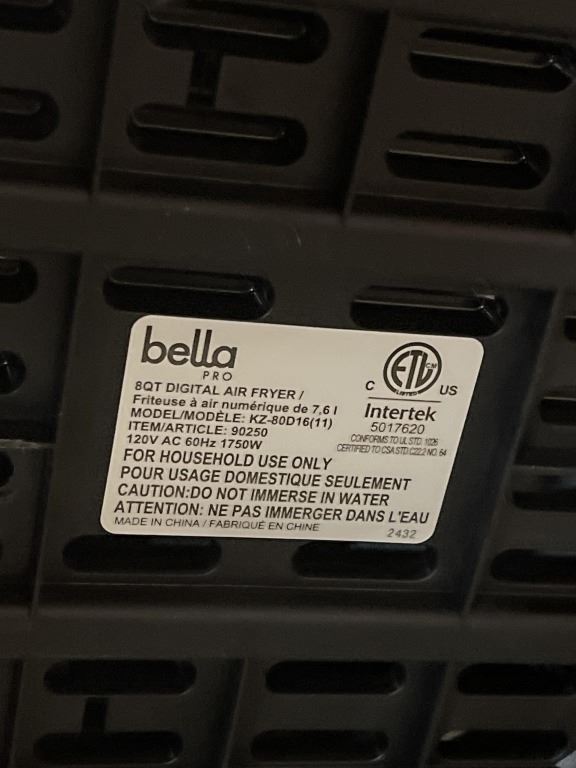 bella
PRO
8QT DIGITAL AIR FRYER /
Friteuse à air numérique de 7,6 l
MODEL/MODÈLE: KZ-80D16(11)
ITEM/ARTICLE: 90250
120V AC 60Hz 1750W
FOR HOUSEHOLD USE ONLY
POUR USAGE DOMESTIQUE SEULEMENT
CAUTION:DO NOT IMMERSE IN WATER
ATTENTION: NE PAS IMMERGER DANS L'EAU
MADE IN CHINA / FABRIQUÉ EN CHINE
C ETL CM US
LISTED
Intertek
5017620
CONFORMS TO UL STD. 1026
CERTIFIED TO CSA STD. C22.2 NO. 64
2432